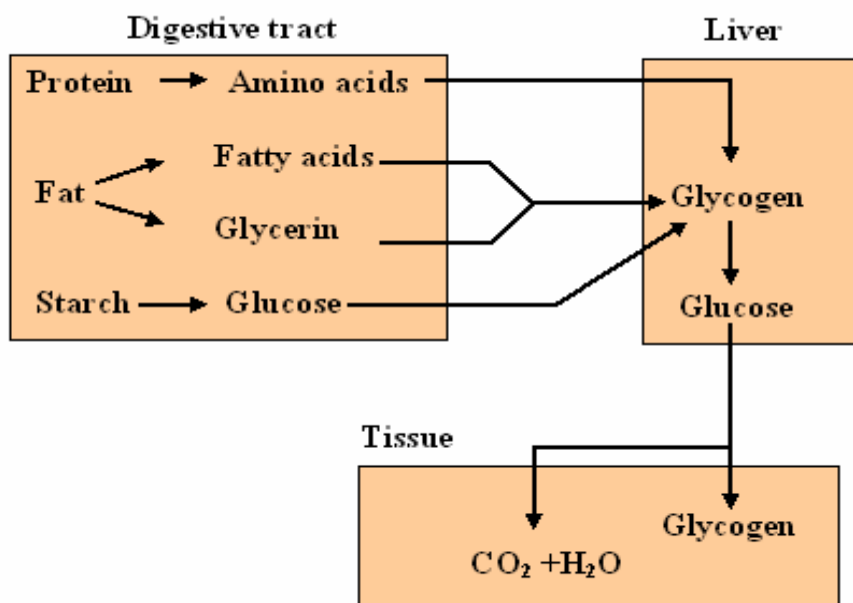 Digestive tract
Liver
Protein
Amino acids
Fat
Fatty acids
Glycerin
Starch
Glucose
Glycogen
Glucose
Tissue
CO₂ +H₂O
Glycogen